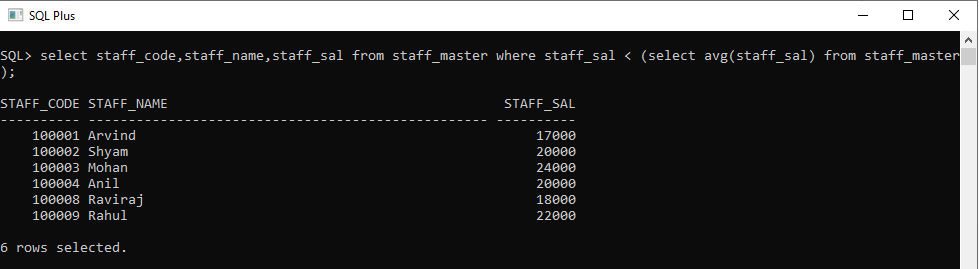 SQL Plus
SQL> select staff_code,staff_name,staff_sal from staff_master where staff_sal < (select avg(staff_sal) from staff_master
);
STAFF_CODE STAFF_NAME                                         STAFF_SAL
---------- -------------------------------------------------- ----------
    100001 Arvind                                                  17000
    100002 Shyam                                                   20000
    100003 Mohan                                                   24000
    100004 Anil                                                    20000
    100008 Raviraj                                                 18000
    100009 Rahul                                                   22000
6 rows selected.